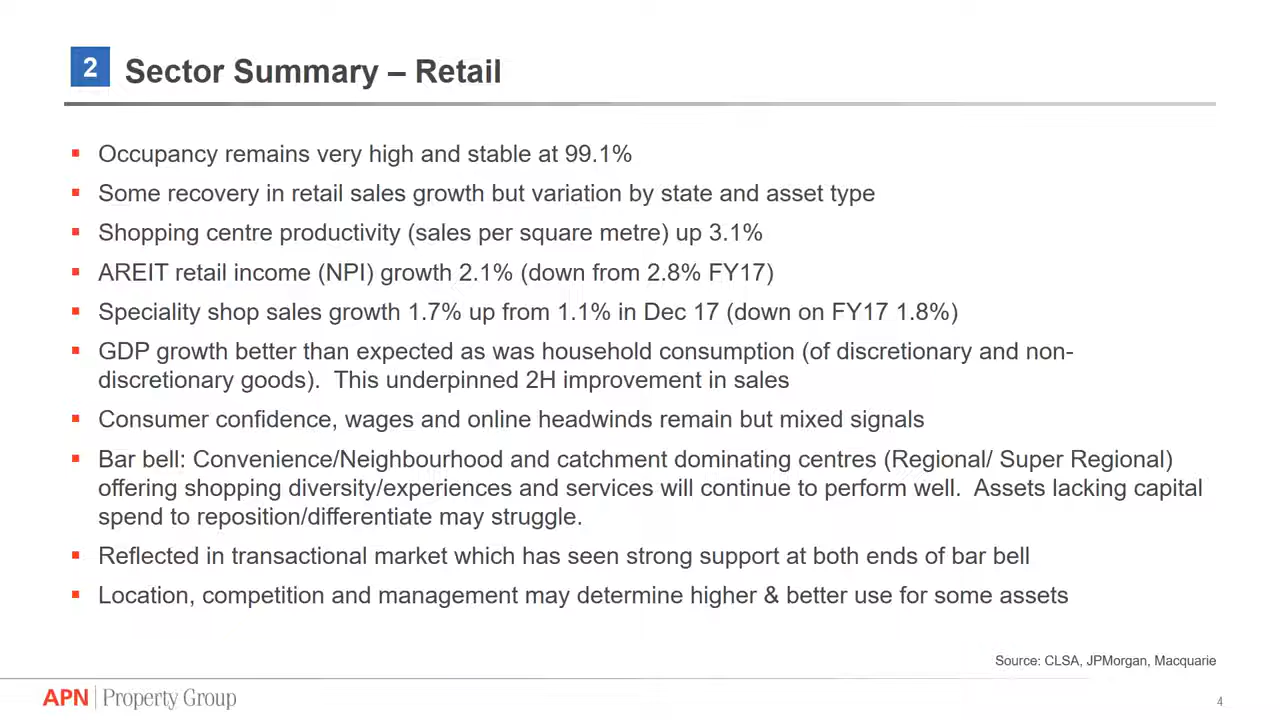 2
Sector Summary – Retail
▪ Occupancy remains very high and stable at 99.1%
▪ Some recovery in retail sales growth but variation by state and asset type
▪ Shopping centre productivity (sales per square metre) up 3.1%
▪ AREIT retail income (NPI) growth 2.1% (down from 2.8% FY17)
▪ Speciality shop sales growth 1.7% up from 1.1% in Dec 17 (down on FY17 1.8%)
▪ GDP growth better than expected as was household consumption (of discretionary and non-
discretionary goods).  This underpinned 2H improvement in sales
▪ Consumer confidence, wages and online headwinds remain but mixed signals
▪ Bar bell: Convenience/Neighbourhood and catchment dominating centres (Regional/ Super Regional)
offering shopping diversity/experiences and services will continue to perform well.  Assets lacking capital
spend to reposition/differentiate may struggle.
▪ Reflected in transactional market which has seen strong support at both ends of bar bell
▪ Location, competition and management may determine higher & better use for some assets
Source: CLSA, JPMorgan, Macquarie
APN | Property Group
4